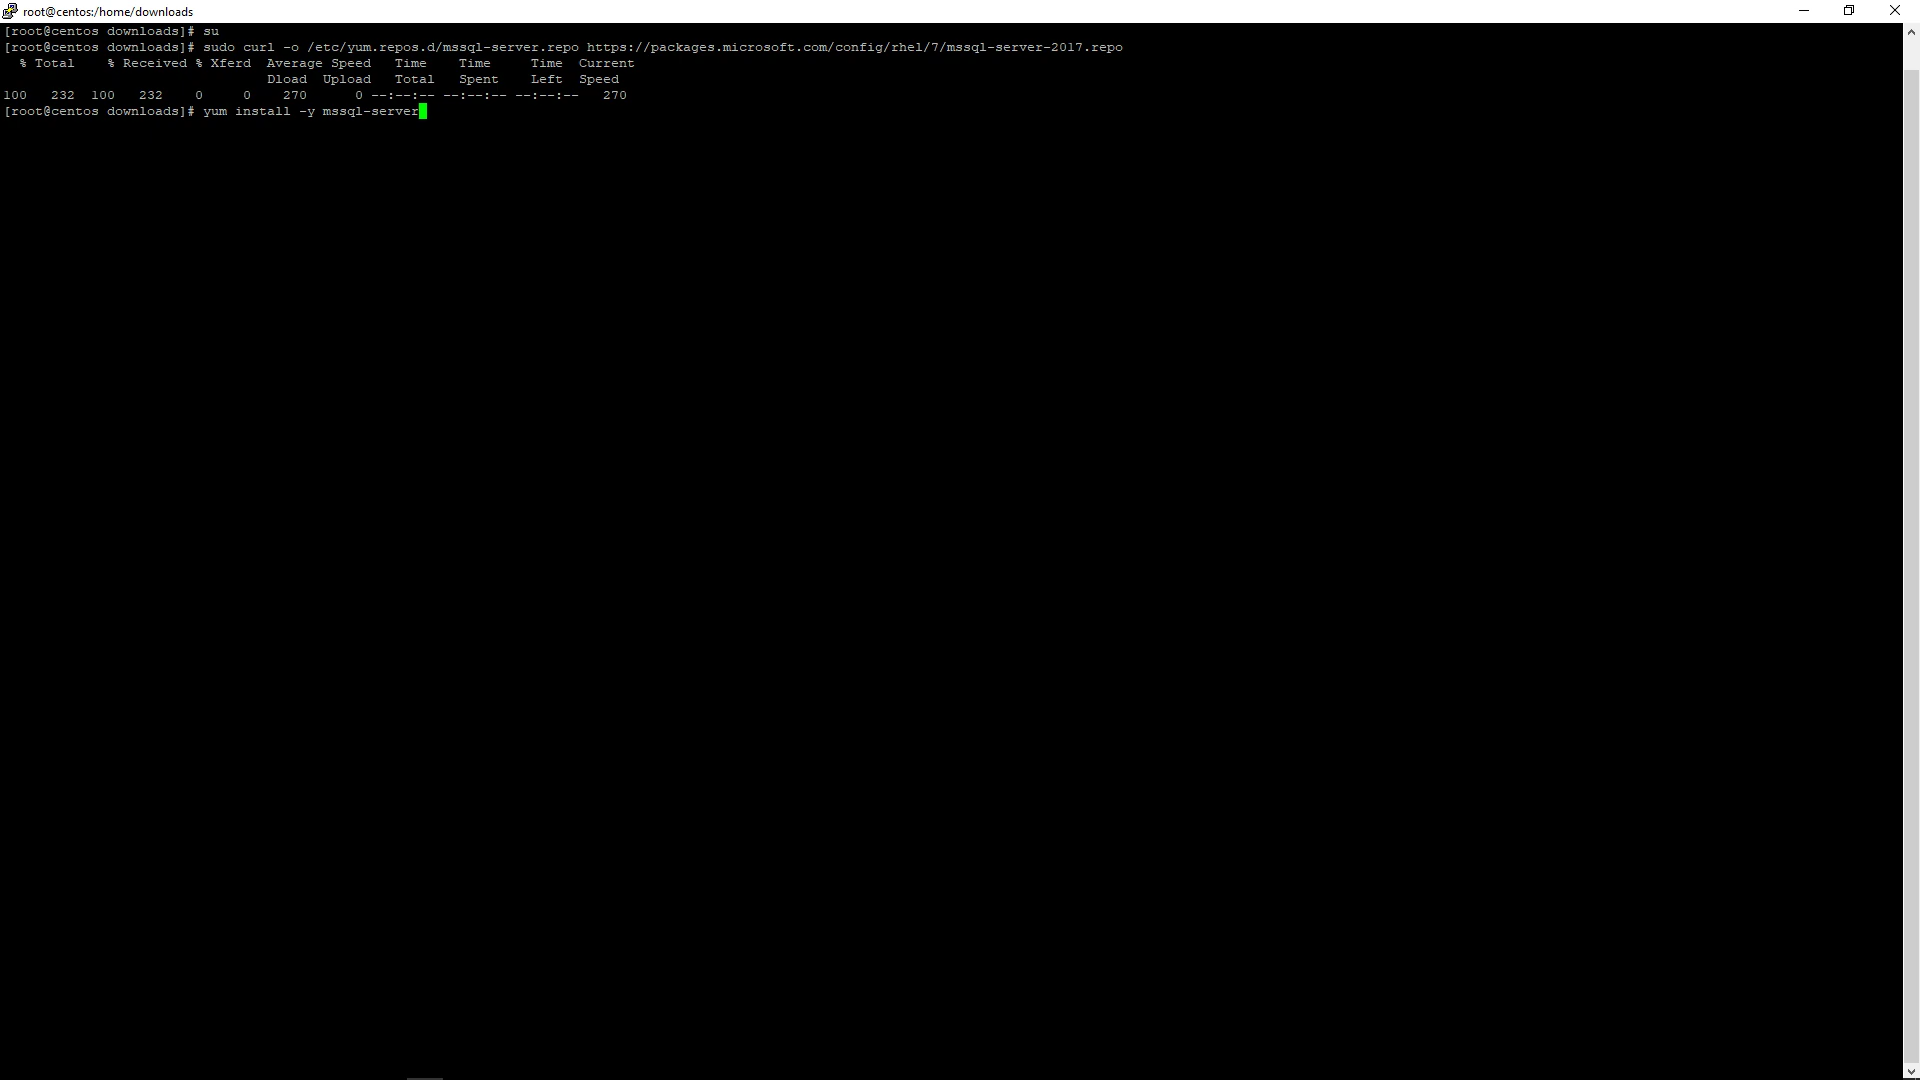 root@centos:/home/downloads
[root@centos downloads]# su
[root@centos downloads]# sudo curl -o /etc/yum.repos.d/mssql-server.repo https://packages.microsoft.com/config/rhel/7/mssql-server-2017.repo
  % Total    % Received % Xferd  Average Speed   Time    Time     Time  Current
                                 Dload  Upload   Total   Spent    Left  Speed
100   232  100   232    0     0    270      0 --:--:-- --:--:-- --:--:--   270
[root@centos downloads]# yum install -y mssql-server